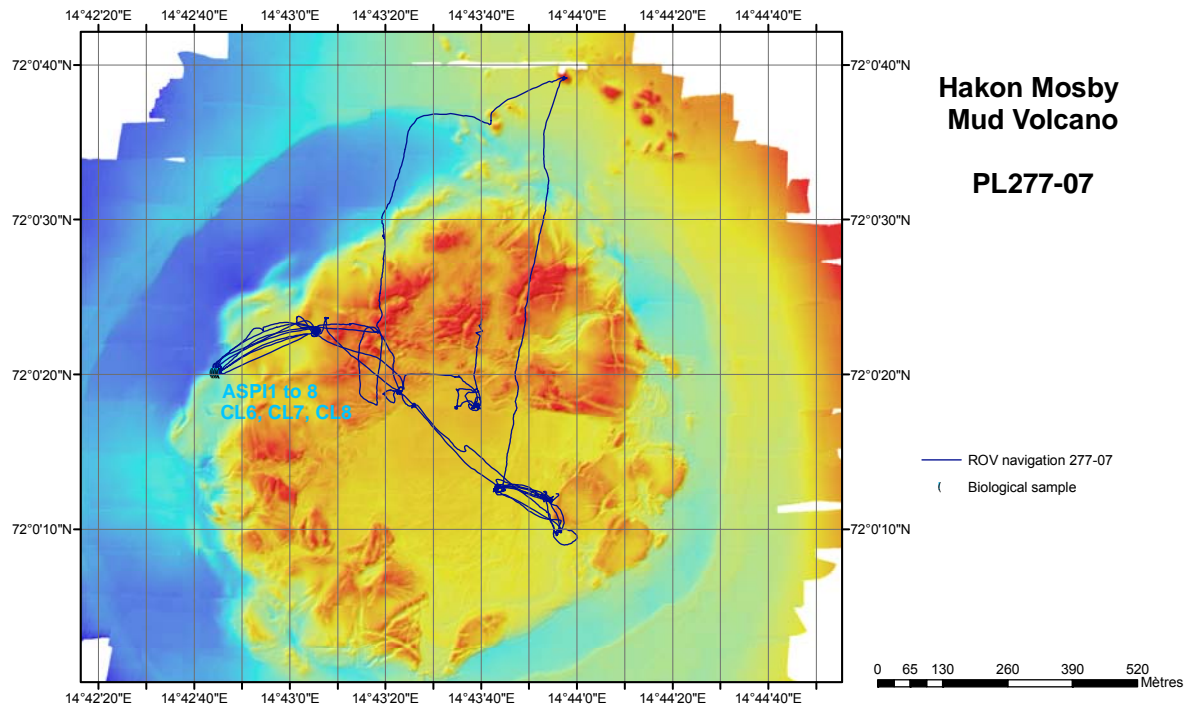 14°42'20"E 14°42'40"E 14°43'0"E 14°43'20"E 14°43'40"E 14°44'0"E 14°44'20"E 14°44'40"E
72°0'40"N 72°0'40"N
Hakon Mosby
Mud Volcano
PL277-07
72°0'30"N 72°0'30"N
72°0'20"N 72°0'20"N
ASPI1 to 8
CL6, CL7, CL8
ROV navigation 277-07
Biological sample
72°0'10"N 72°0'10"N
0 65 130 260 390 520
Mètres
14°42'20"E 14°42'40"E 14°43'0"E 14°43'20"E 14°43'40"E 14°44'0"E 14°44'20"E 14°44'40"E